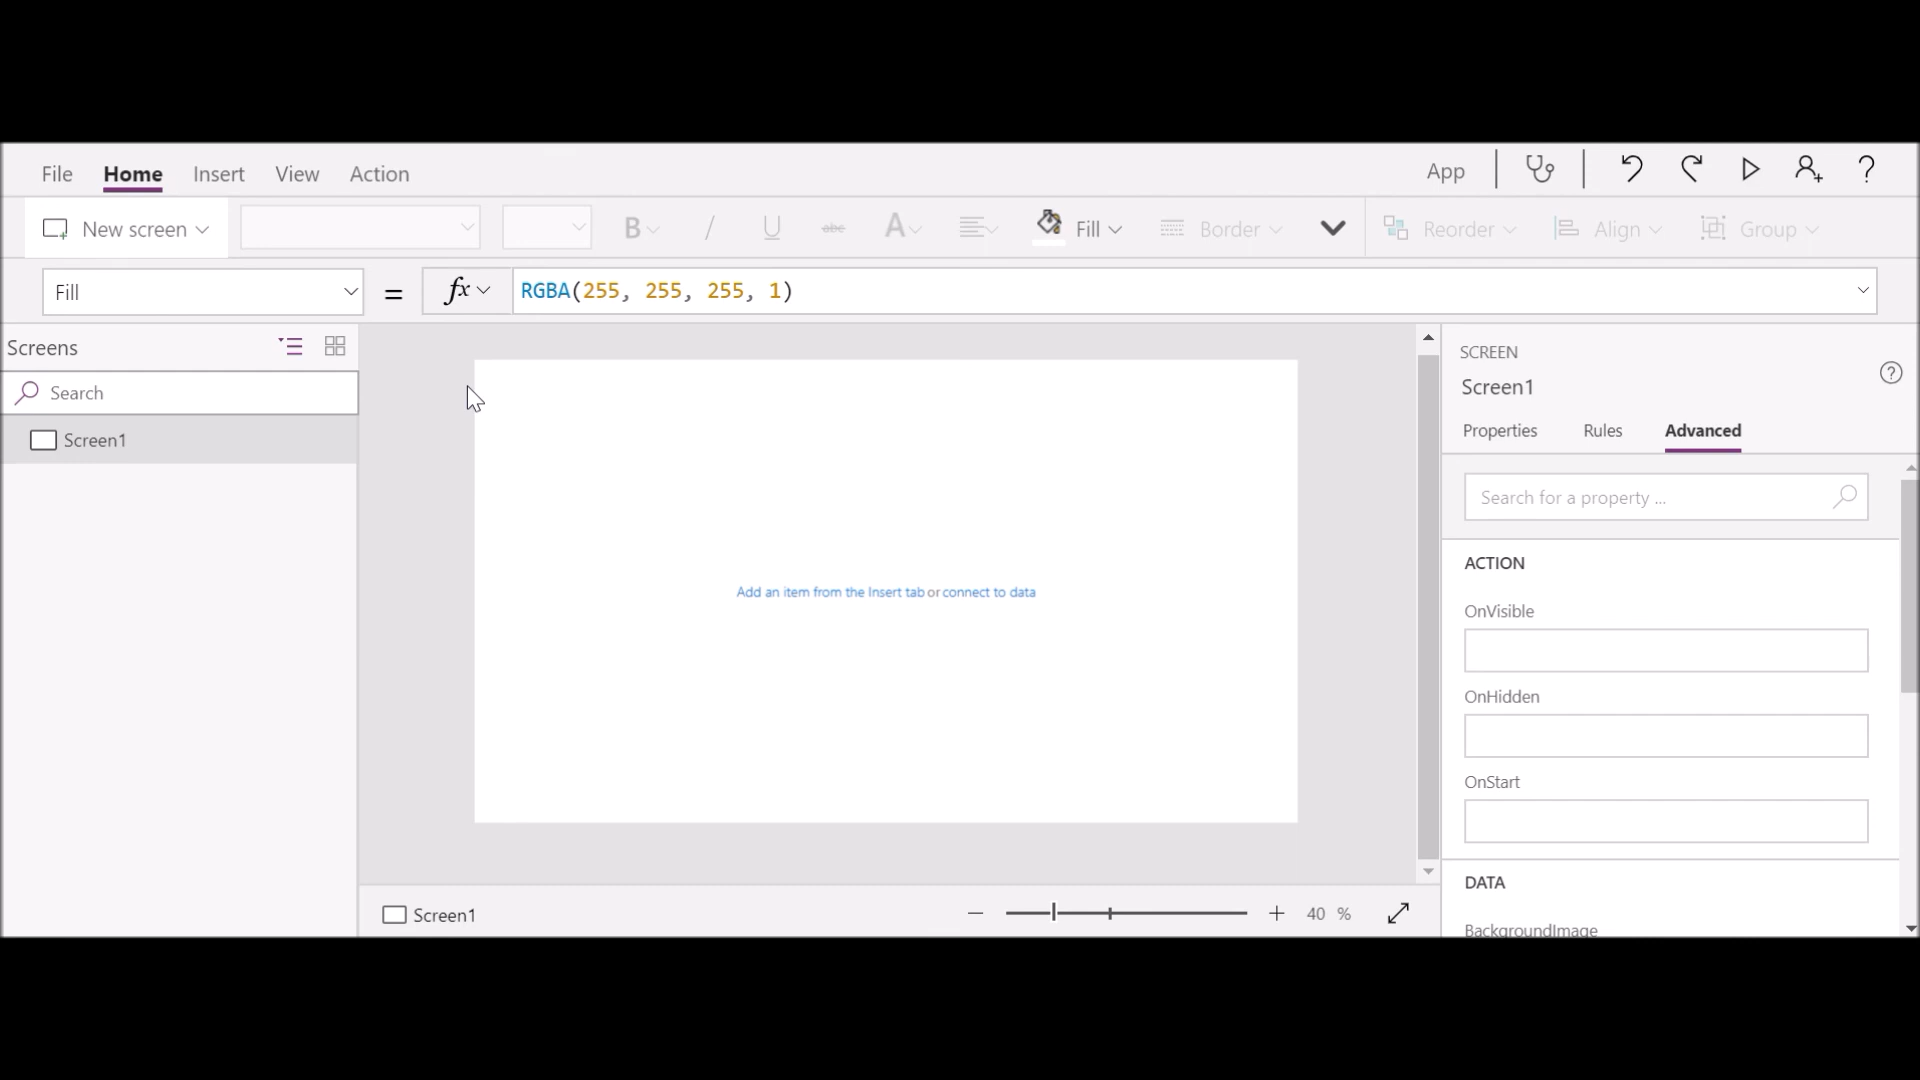 File Home Insert View Action App ?
New screen B / U abc A Fill Border Reorder Align Group
Fill = fx RGBA(255, 255, 255, 1)
Screens
Search
Screen1
Add an item from the Insert tab or connect to data
Screen1
40 %
SCREEN
Screen1
?
Properties Rules Advanced
Search for a property ...
ACTION
OnVisible
OnHidden
OnStart
DATA
BackgroundImage